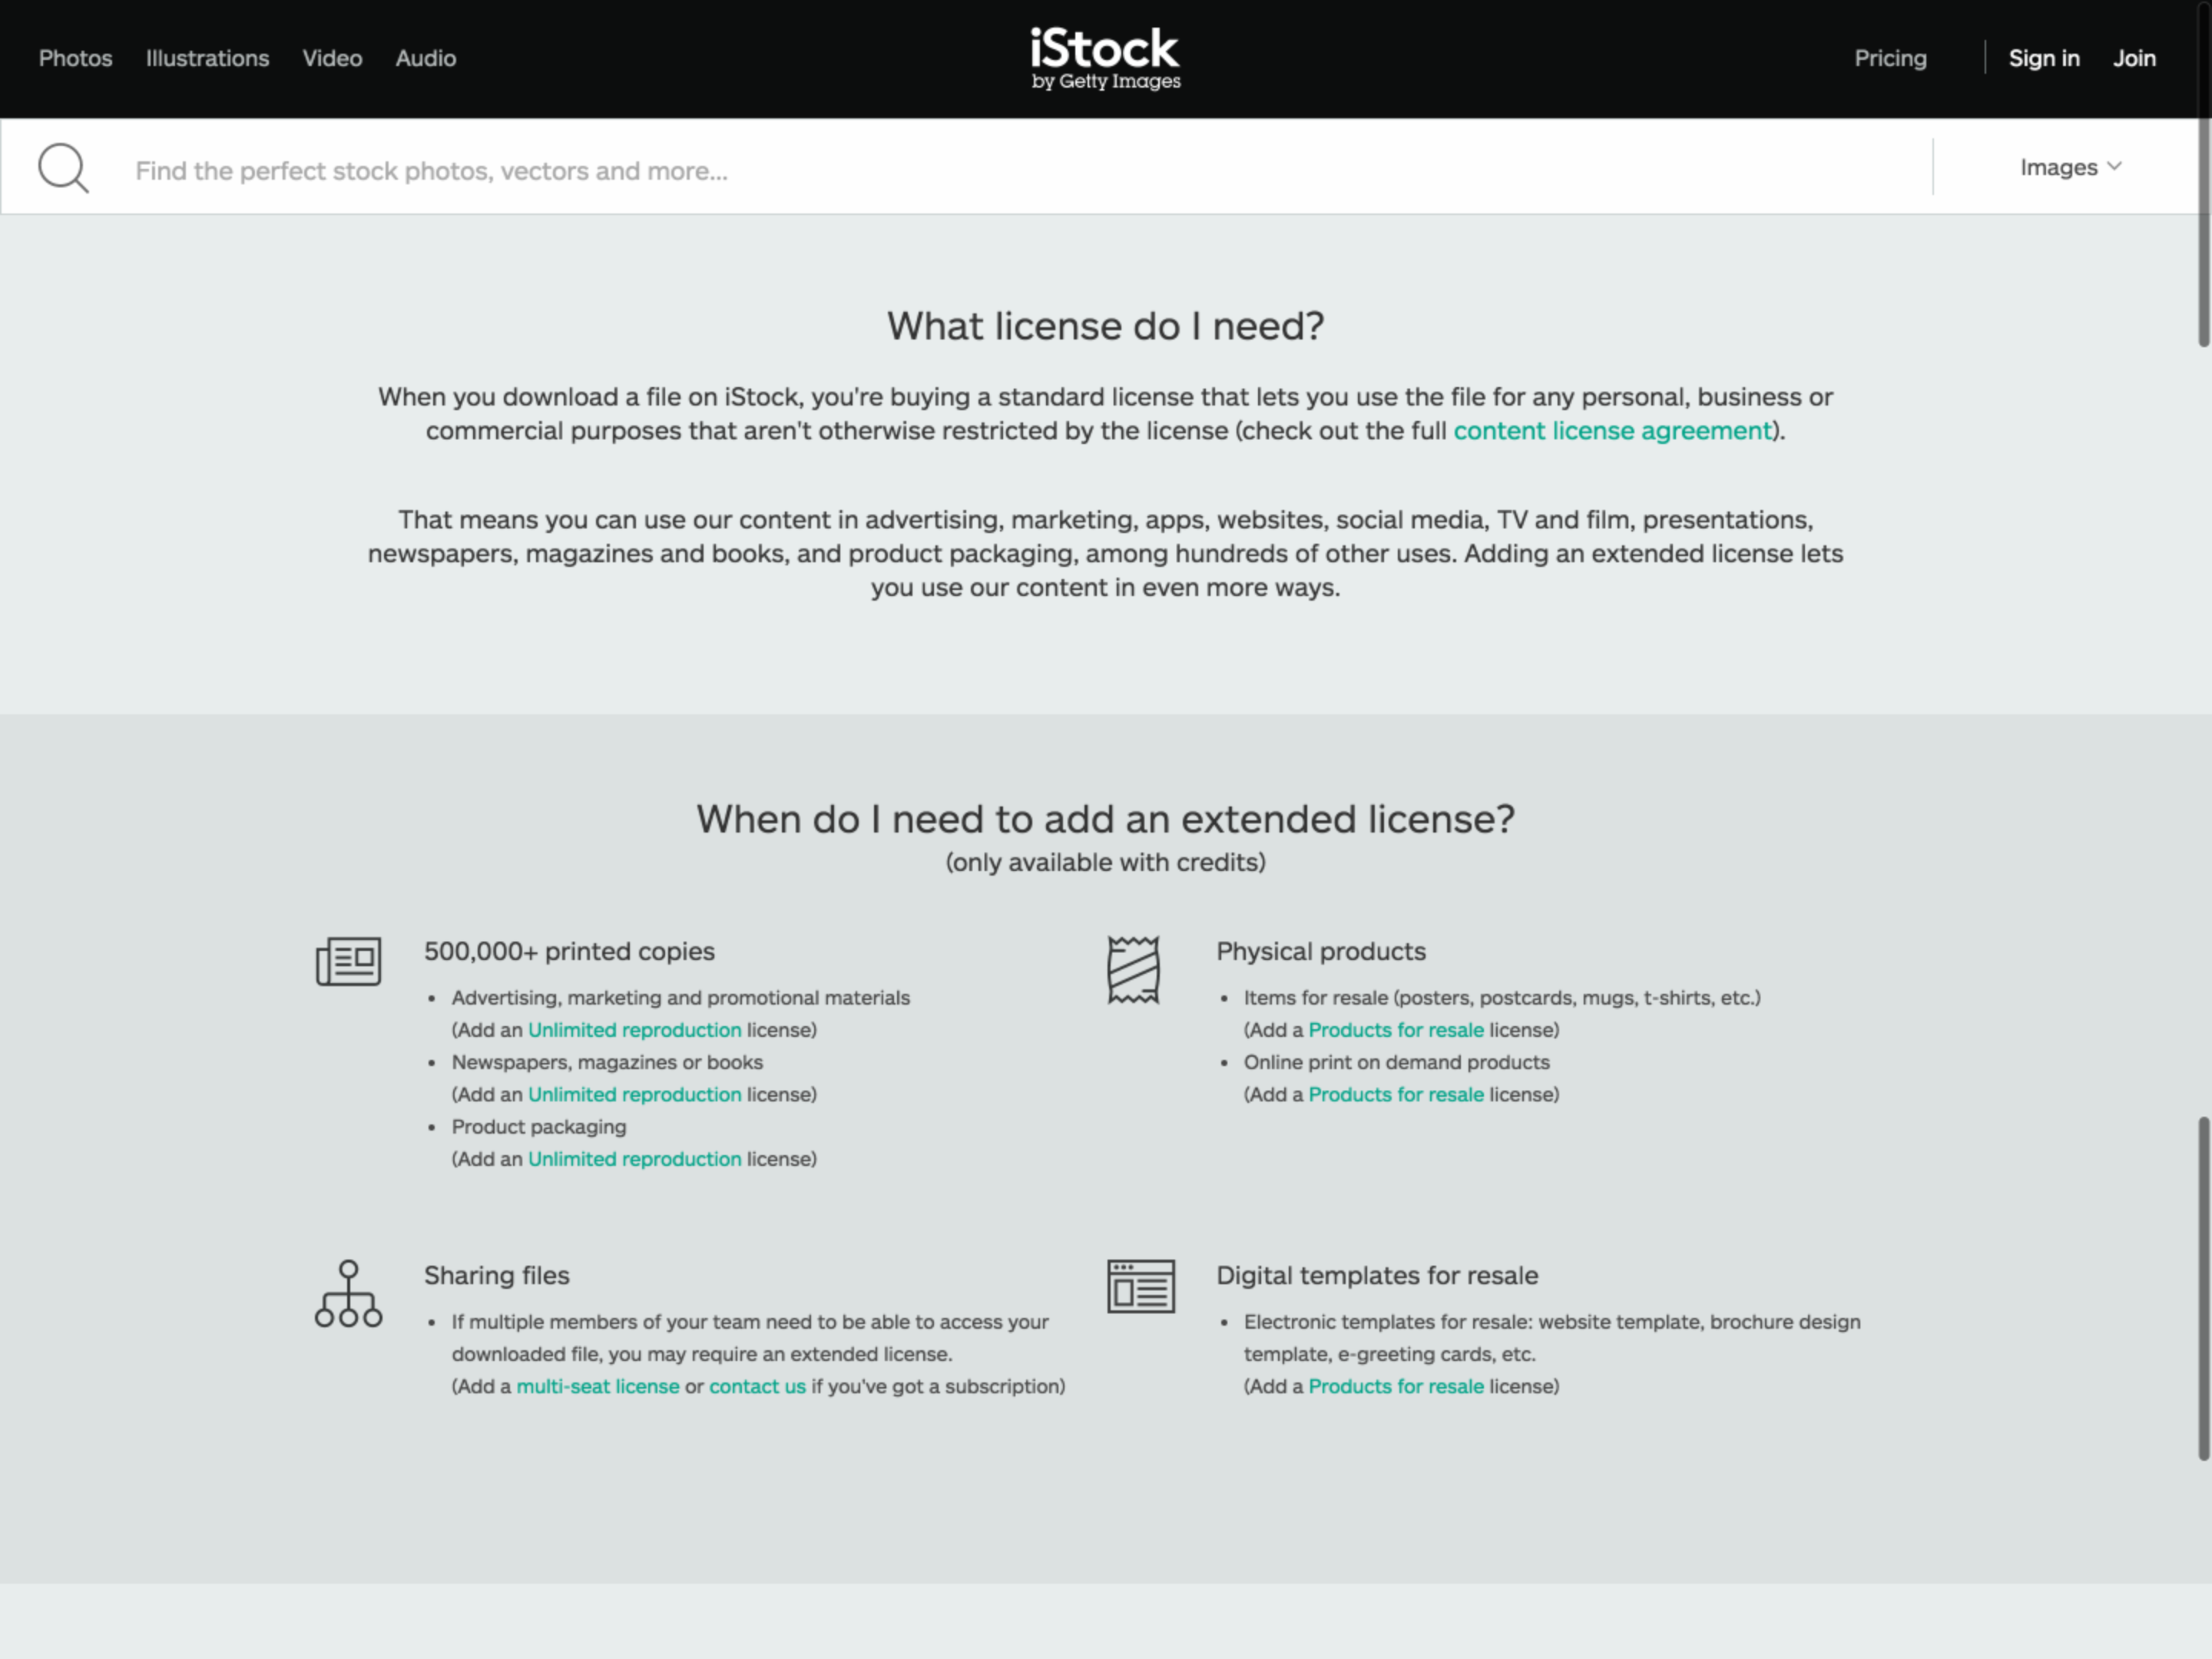 Photos Illustrations Video Audio
iStock
by Getty Images
Pricing Sign in Join
Find the perfect stock photos, vectors and more...
Images
What license do I need?
When you download a file on iStock, you're buying a standard license that lets you use the file for any personal, business or
commercial purposes that aren't otherwise restricted by the license (check out the full content license agreement).
That means you can use our content in advertising, marketing, apps, websites, social media, TV and film, presentations,
newspapers, magazines and books, and product packaging, among hundreds of other uses. Adding an extended license lets
you use our content in even more ways.
When do I need to add an extended license?
(only available with credits)
500,000+ printed copies
• Advertising, marketing and promotional materials
(Add an Unlimited reproduction license)
• Newspapers, magazines or books
(Add an Unlimited reproduction license)
• Product packaging
(Add an Unlimited reproduction license)
Physical products
• Items for resale (posters, postcards, mugs, t-shirts, etc.)
(Add a Products for resale license)
• Online print on demand products
(Add a Products for resale license)
Sharing files
• If multiple members of your team need to be able to access your
downloaded file, you may require an extended license.
(Add a multi-seat license or contact us if you've got a subscription)
Digital templates for resale
• Electronic templates for resale: website template, brochure design
template, e-greeting cards, etc.
(Add a Products for resale license)